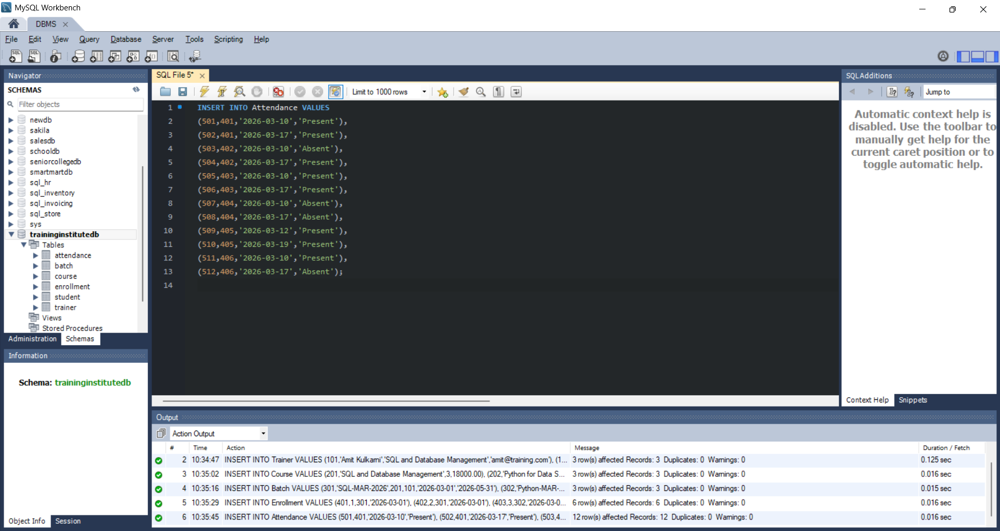 MySQL Workbench
DBMS
File Edit View Query Database Server Tools Scripting Help
Navigator
SCHEMAS
Filter objects
newdb
sakila
salesdb
schooldb
seniorcollegedb
smartmartdb
sql_hr
sql_inventory
sql_invoicing
sql_store
sys
traininginstitutedb
Tables
attendance
batch
course
enrollment
student
trainer
Views
Stored Procedures
Administration Schemas
Information
Schema: traininginstitutedb
Object Info Session
SQL File 5*
Limit to 1000 rows
1 INSERT INTO Attendance VALUES
2 (501,401,'2026-03-10','Present'),
3 (502,401,'2026-03-17','Present'),
4 (503,402,'2026-03-10','Absent'),
5 (504,402,'2026-03-17','Present'),
6 (505,403,'2026-03-10','Present'),
7 (506,403,'2026-03-17','Present'),
8 (507,404,'2026-03-10','Absent'),
9 (508,404,'2026-03-17','Absent'),
10 (509,405,'2026-03-12','Present'),
11 (510,405,'2026-03-19','Present'),
12 (511,406,'2026-03-10','Present'),
13 (512,406,'2026-03-17','Absent');
14
SQLAdditions
Jump to
Automatic context help is
disabled. Use the toolbar to
manually get help for the
current caret position or to
toggle automatic help.
Context Help Snippets
Output
Action Output
# Time Action Message Duration / Fetch
2 10:34:47 INSERT INTO Trainer VALUES (101,'Amit Kulkarni','SQL and Database Management','amit@training.com'), (1... 3 row(s) affected Records: 3 Duplicates: 0 Warnings: 0 0.125 sec
3 10:35:02 INSERT INTO Course VALUES (201,'SQL and Database Management',3,18000.00), (202,'Python for Data S... 3 row(s) affected Records: 3 Duplicates: 0 Warnings: 0 0.016 sec
4 10:35:16 INSERT INTO Batch VALUES (301,'SQL-MAR-2026',201,101,'2026-03-01','2026-05-31'), (302,'Python-MAR-... 3 row(s) affected Records: 3 Duplicates: 0 Warnings: 0 0.015 sec
5 10:35:29 INSERT INTO Enrollment VALUES (401,1,301,'2026-03-01'), (402,2,301,'2026-03-01'), (403,3,302,'2026-03-0... 6 row(s) affected Records: 6 Duplicates: 0 Warnings: 0 0.016 sec
6 10:35:45 INSERT INTO Attendance VALUES (501,401,'2026-03-10','Present'), (502,401,'2026-03-17','Present'), (503,4... 12 row(s) affected Records: 12 Duplicates: 0 Warnings: 0 0.016 sec